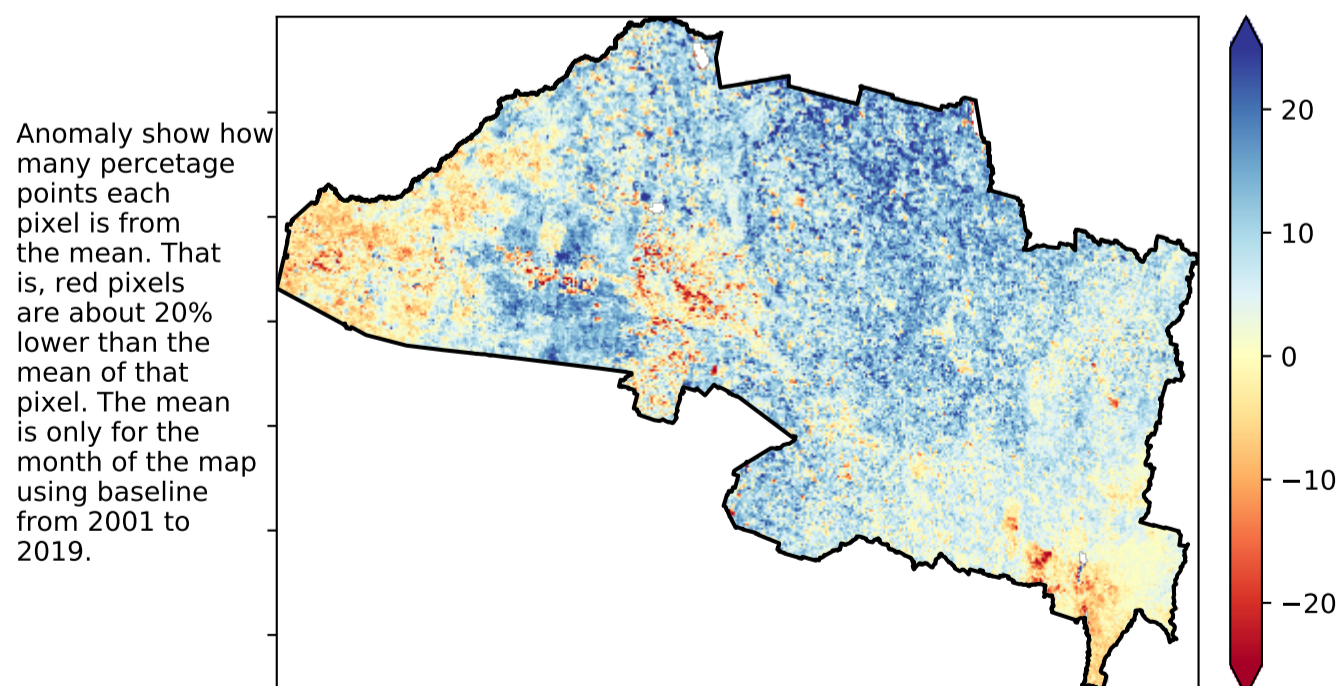 Anomaly show how
many percetage
points each
pixel is from
the mean. That
is, red pixels
are about 20%
lower than the
mean of that
pixel. The mean
is only for the
month of the map
using baseline
from 2001 to
2019.
20
10
0
−10
−20